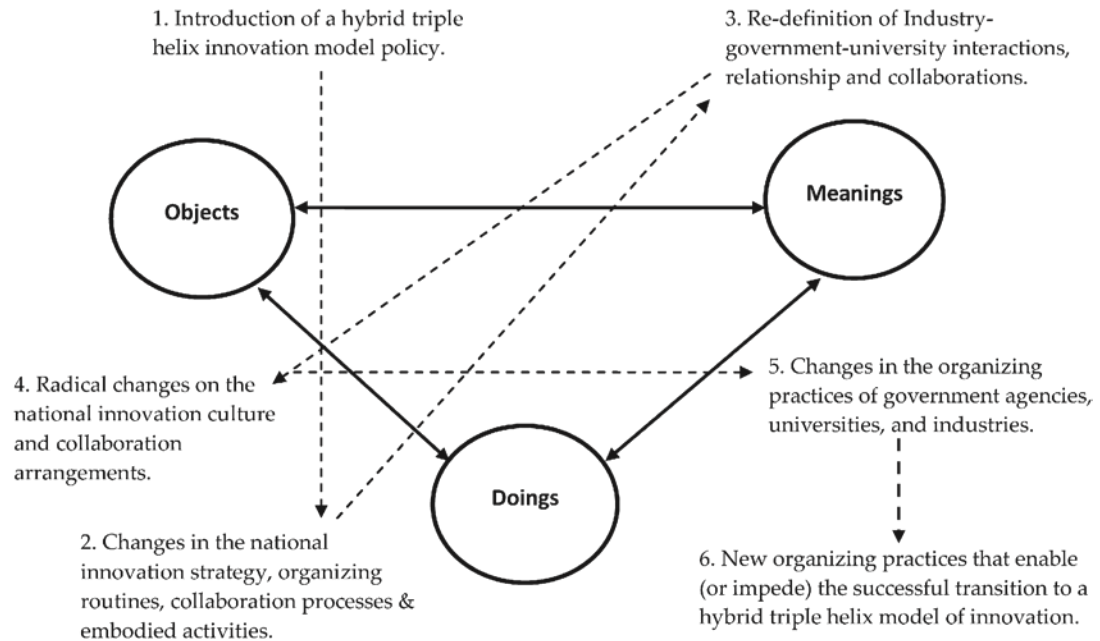 1. Introduction of a hybrid triple
helix innovation model policy.
3. Re-definition of Industry-
government-university interactions,
relationship and collaborations.
Objects
Meanings
4. Radical changes on the
national innovation culture
and collaboration
arrangements.
5. Changes in the organizing
practices of government agencies,
universities, and industries.
Doings
2. Changes in the national
innovation strategy, organizing
routines, collaboration processes &
embodied activities.
6. New organizing practices that enable
(or impede) the successful transition to a
hybrid triple helix model of innovation.